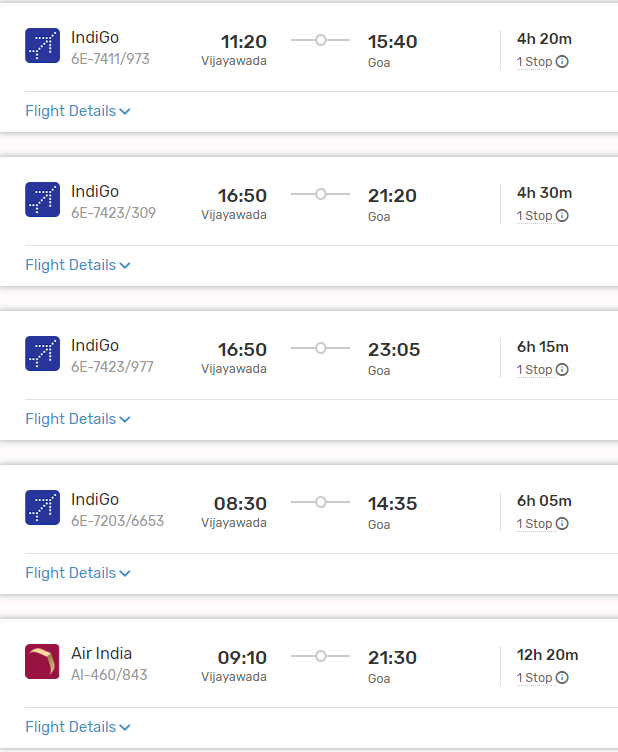 IndiGo 11:20 15:40 4h 20m
6E-7411/973 Vijayawada Goa 1 Stop
Flight Details
IndiGo 16:50 21:20 4h 30m
6E-7423/309 Vijayawada Goa 1 Stop
Flight Details
IndiGo 16:50 23:05 6h 15m
6E-7423/977 Vijayawada Goa 1 Stop
Flight Details
IndiGo 08:30 14:35 6h 05m
6E-7203/6653 Vijayawada Goa 1 Stop
Flight Details
Air India 09:10 21:30 12h 20m
AI-460/843 Vijayawada Goa 1 Stop
Flight Details